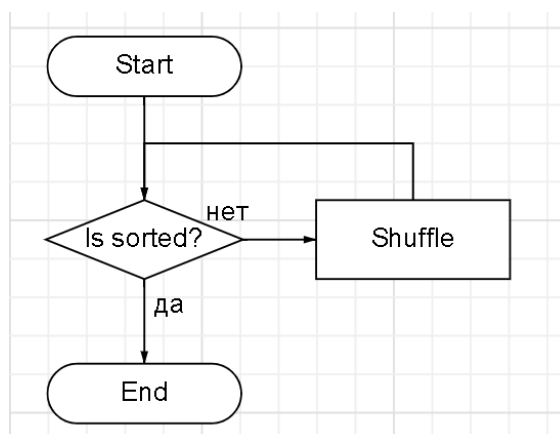 Start
нет
Is sorted?
Shuffle
да
End